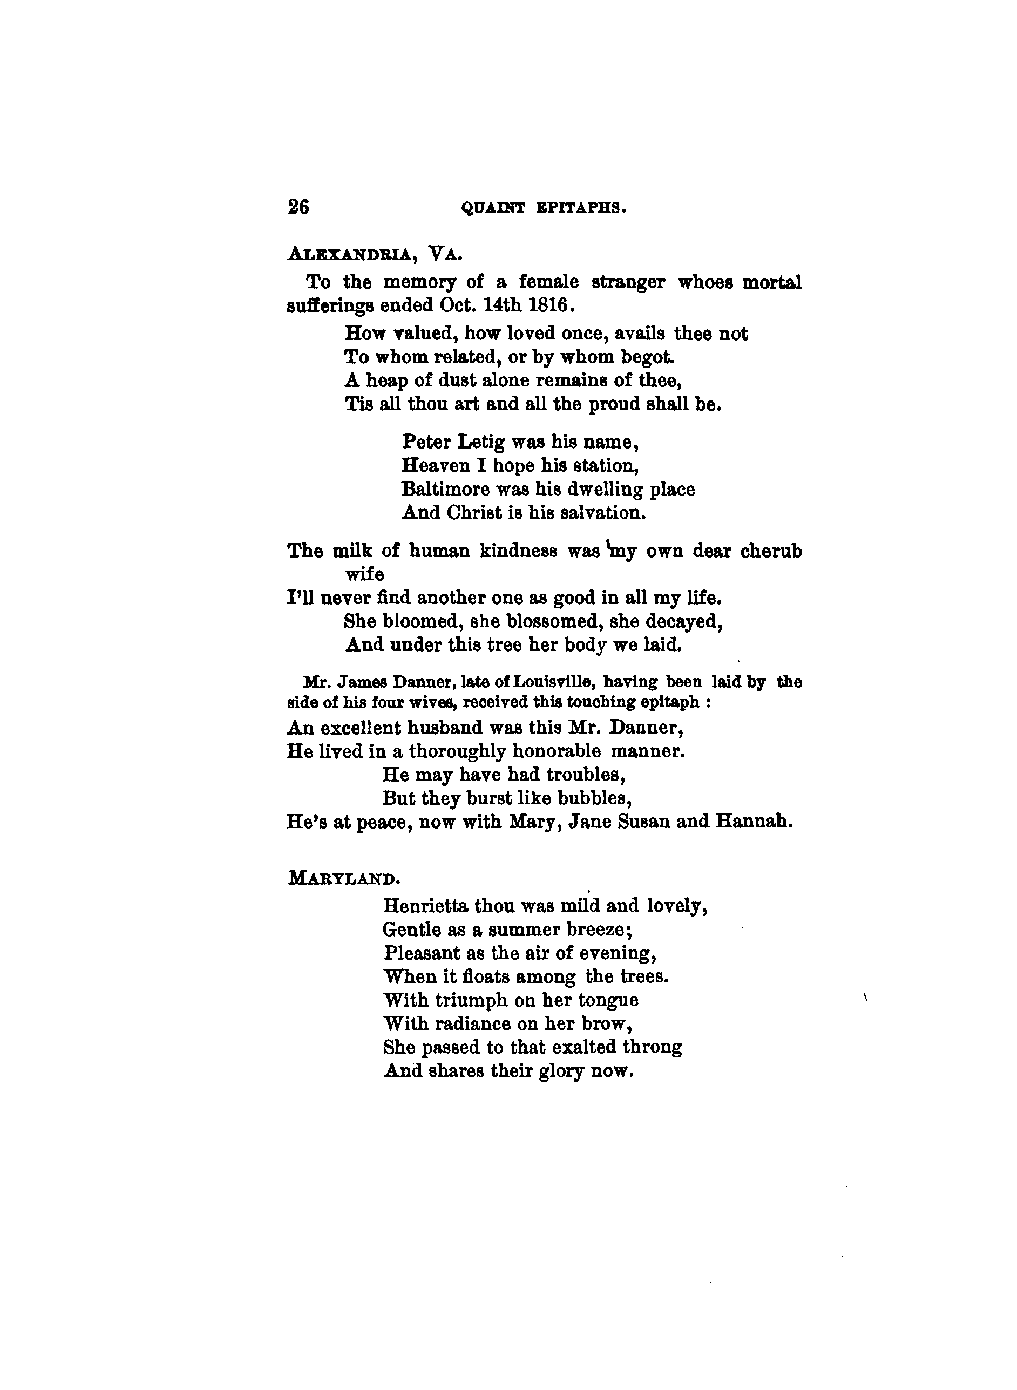 26 QUAINT EPITAPHS.
ALEXANDRIA, VA.
To the memory of a female stranger whoes mortal
sufferings ended Oct. 14th 1816.
How valued, how loved once, avails thee not
To whom related, or by whom begot.
A heap of dust alone remains of thee,
Tis all thou art and all the proud shall be.
Peter Letig was his name,
Heaven I hope his station,
Baltimore was his dwelling place
And Christ is his salvation.
The milk of human kindness was my own dear cherub
wife
I'll never find another one as good in all my life.
She bloomed, she blossomed, she decayed,
And under this tree her body we laid.
Mr. James Danner, late of Louisville, having been laid by the
side of his four wives, received this touching epitaph :
An excellent husband was this Mr. Danner,
He lived in a thoroughly honorable manner.
He may have had troubles,
But they burst like bubbles,
He's at peace, now with Mary, Jane Susan and Hannah.
MARYLAND.
Henrietta thou was mild and lovely,
Gentle as a summer breeze;
Pleasant as the air of evening,
When it floats among the trees.
With triumph on her tongue
With radiance on her brow,
She passed to that exalted throng
And shares their glory now.